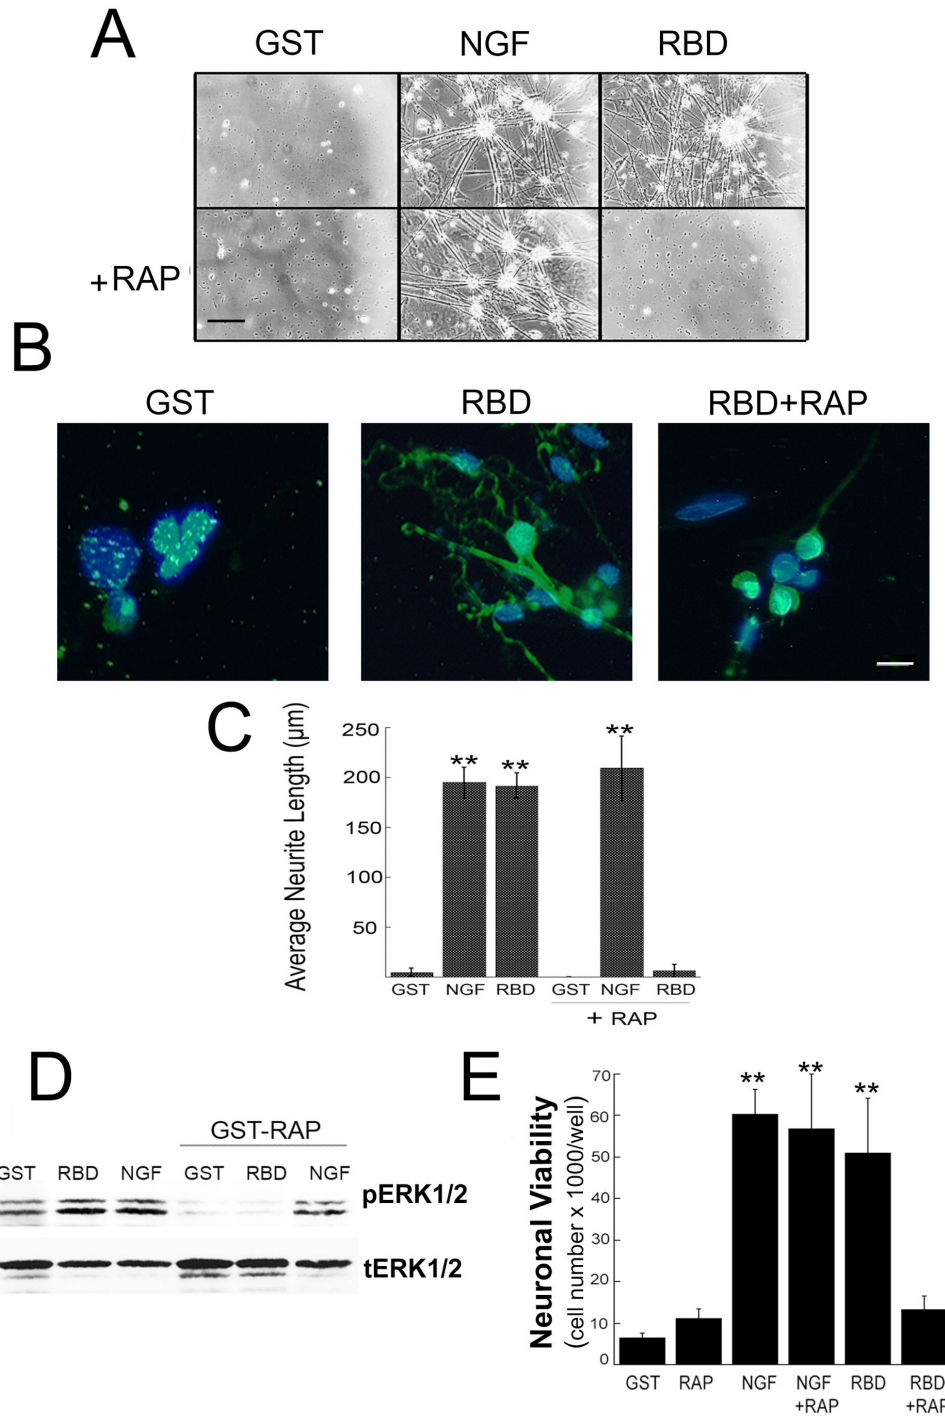 A
GST NGF RBD
+RAP
B
GST RBD RBD+RAP
C
Average Neurite Length (µm)
250
200
150
100
50
** ** **
GST NGF RBD GST NGF RBD
+ RAP
D
GST-RAP
GST RBD NGF GST RBD NGF
pERK1/2
tERK1/2
E
Neuronal Viability
(cell number x 1000/well)
70
60
50
40
30
20
10
0
** ** **
GST RAP NGF NGF RBD RBD
+RAP +RAP